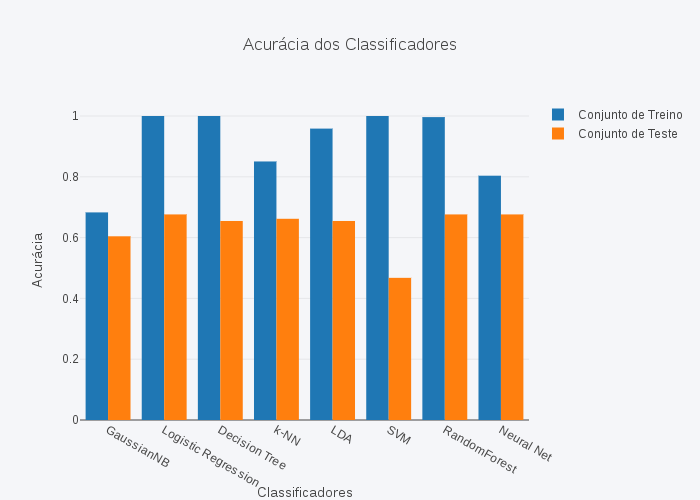 Acurácia dos Classificadores
Conjunto de Treino
Conjunto de Teste
Acurácia
1
0.8
0.6
0.4
0.2
0
GaussianNB
Logistic Regression
Decision Tree
k-NN
LDA
SVM
RandomForest
Neural Net
Classificadores